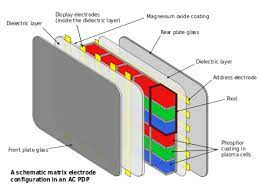 Display electrodes
(inside the dielectric layer)
Magnesium oxide coating
Dielectric layer
Rear plate glass
Dielectric layer
Address electrode
Pixel
Phosphor
coating in
plasma cells
Front plate glass
A schematic matrix electrode
configuration in an AC PDP